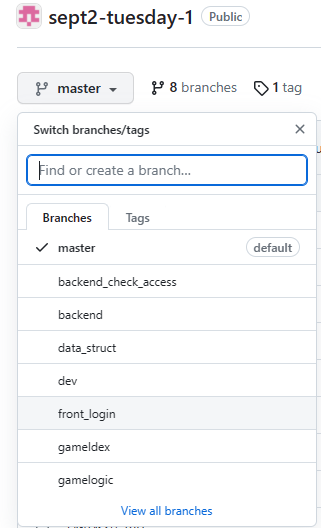 sept2-tuesday-1 Public
master 8 branches 1 tag
Switch branches/tags
Find or create a branch...
Branches Tags
master default
backend_check_access
backend
data_struct
dev
front_login
gameldex
gamelogic
View all branches